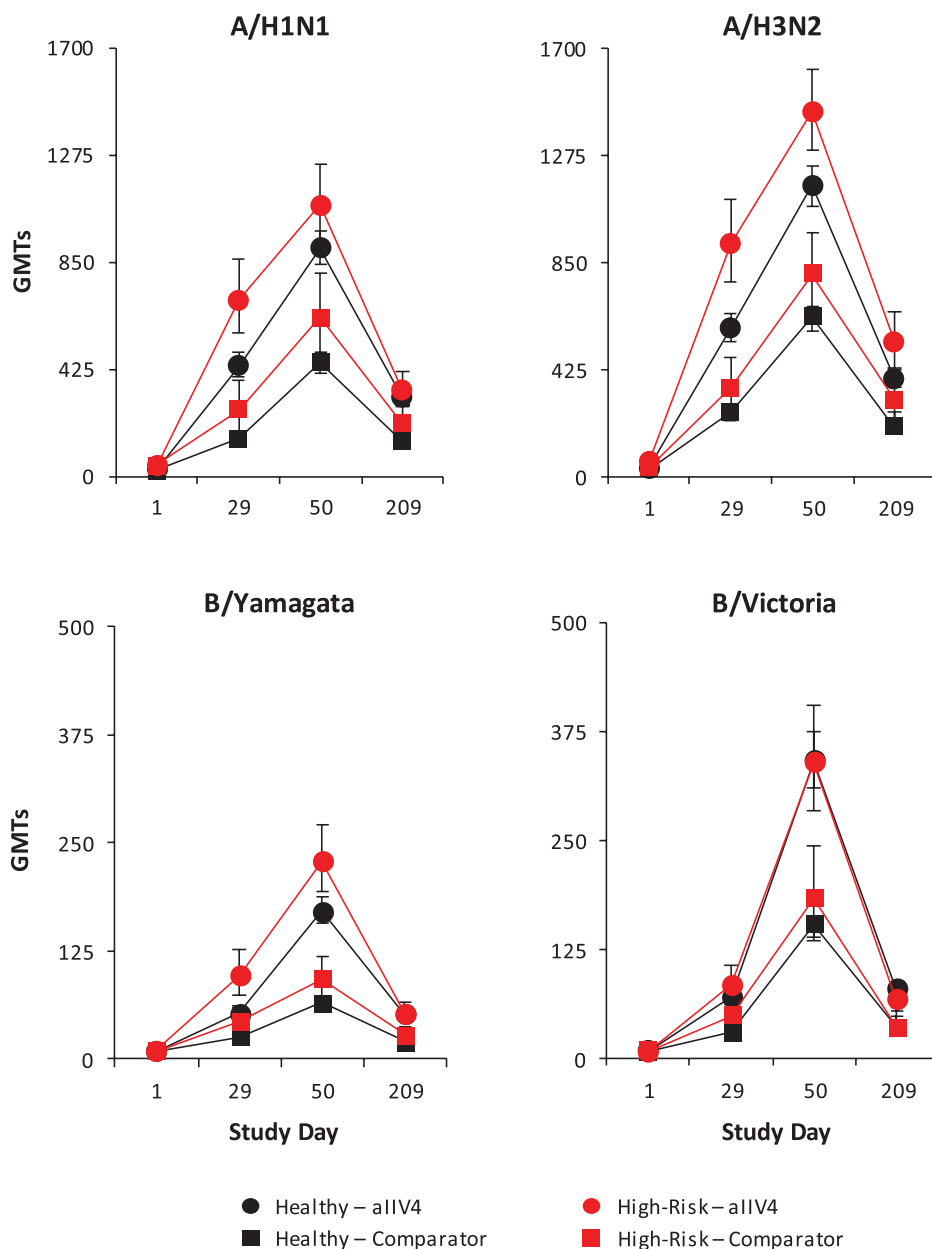 A/H1N1
1700
1275
850
425
0
GMTs
1 29 50 209
A/H3N2
1700
1275
850
425
0
1 29 50 209
B/Yamagata
500
375
250
125
0
GMTs
1 29 50 209
Study Day
B/Victoria
500
375
250
125
0
1 29 50 209
Study Day
Healthy – aIIV4
Healthy – Comparator
High-Risk – aIIV4
High-Risk – Comparator